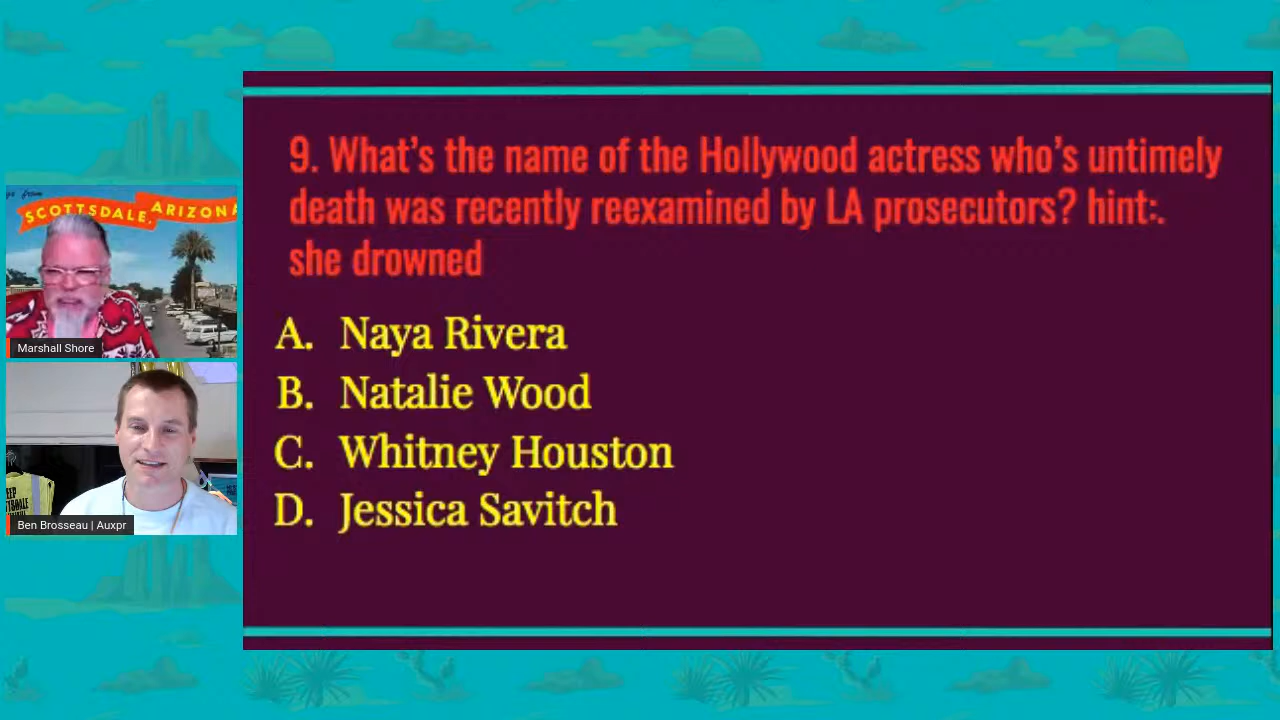 9. What's the name of the Hollywood actress who's untimely
death was recently reexamined by LA prosecutors? hint:.
she drowned
A. Naya Rivera
B. Natalie Wood
C. Whitney Houston
D. Jessica Savitch
from
SCOTTSDALE, ARIZONA
Marshall Shore
Ben Brosseau | Auxpr